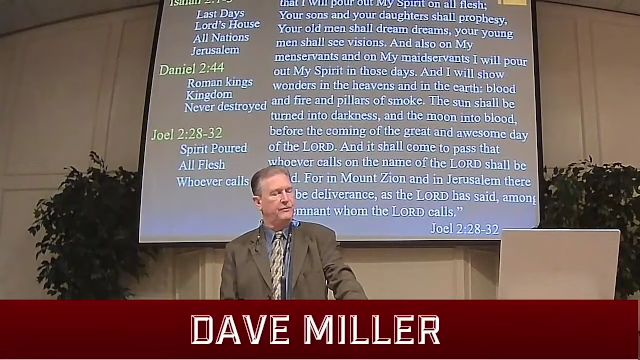 Last Days
Lord's House
All Nations
Jerusalem
Daniel 2:44
Roman kings
Kingdom
Never destroyed
Joel 2:28-32
Spirit Poured
All Flesh
Whoever calls
that I will pour out My Spirit on all flesh;
Your sons and your daughters shall prophesy,
Your old men shall dream dreams, your young
men shall see visions. And also on My
menservants and on My maidservants I will pour
out My Spirit in those days. And I will show
wonders in the heavens and in the earth: blood
and fire and pillars of smoke. The sun shall be
turned into darkness, and the moon into blood,
before the coming of the great and awesome day
of the LORD. And it shall come to pass that
whoever calls on the name of the LORD shall be
For in Mount Zion and in Jerusalem there
be deliverance, as the LORD has said, among
whom the LORD calls."
Joel 2:28-32
DAVE MILLER